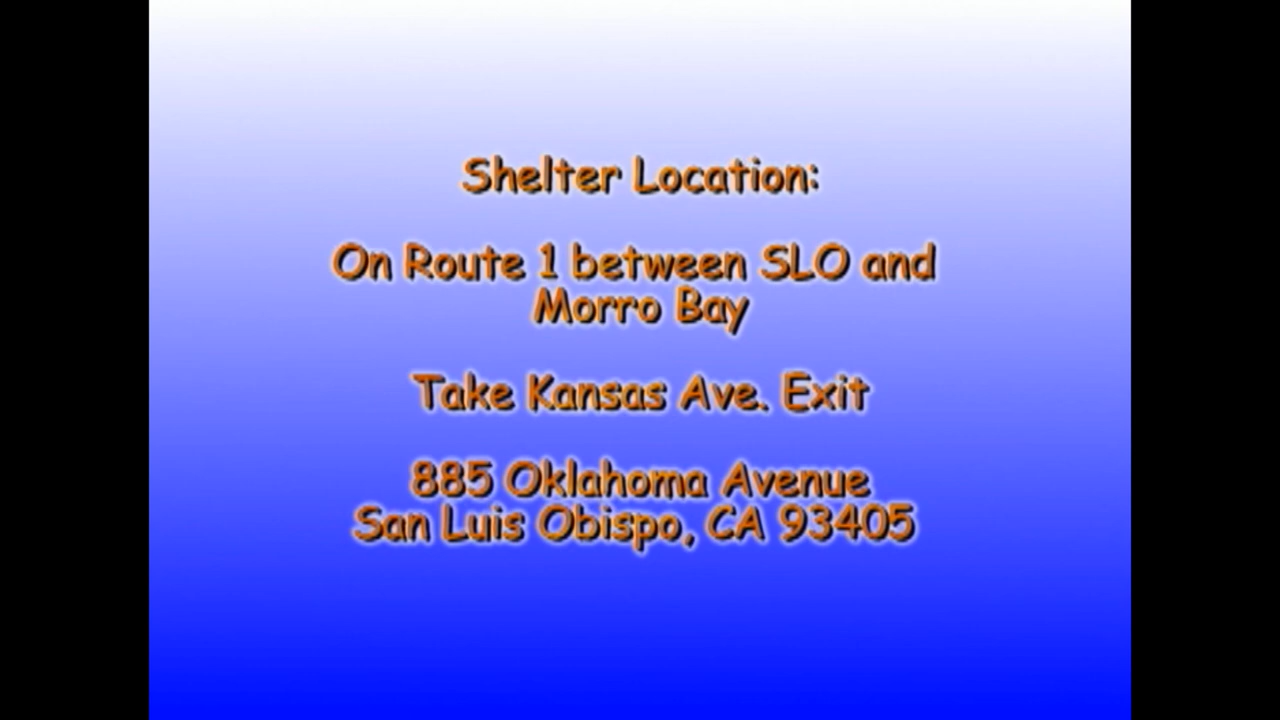 Shelter Location:
On Route 1 between SLO and
Morro Bay
Take Kansas Ave. Exit
885 Oklahoma Avenue
San Luis Obispo, CA 93405